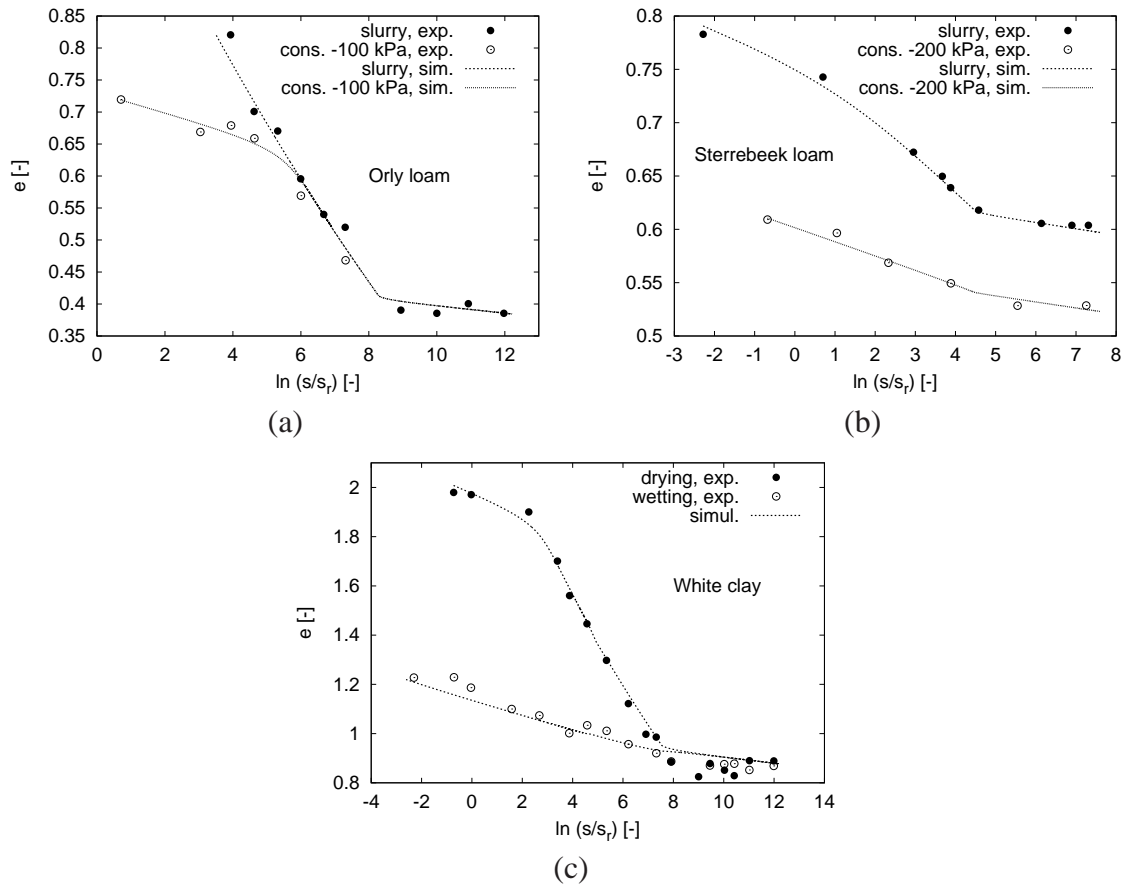 0.85
0.8
0.75
0.7
0.65
0.6
0.55
0.5
0.45
0.4
0.35
e [-]
slurry, exp.
cons. -100 kPa, exp.
slurry, sim.
cons. -100 kPa, sim.
Orly loam
0 2 4 6 8 10 12
ln (s/sr) [-]
(a)
0.8
0.75
0.7
0.65
0.6
0.55
0.5
e [-]
slurry, exp.
cons. -200 kPa, exp.
slurry, sim.
cons. -200 kPa, sim.
Sterrebeek loam
-3 -2 -1 0 1 2 3 4 5 6 7 8
ln (s/sr) [-]
(b)
2
1.8
1.6
1.4
1.2
1
0.8
e [-]
drying, exp.
wetting, exp.
simul.
White clay
-4 -2 0 2 4 6 8 10 12 14
ln (s/sr) [-]
(c)